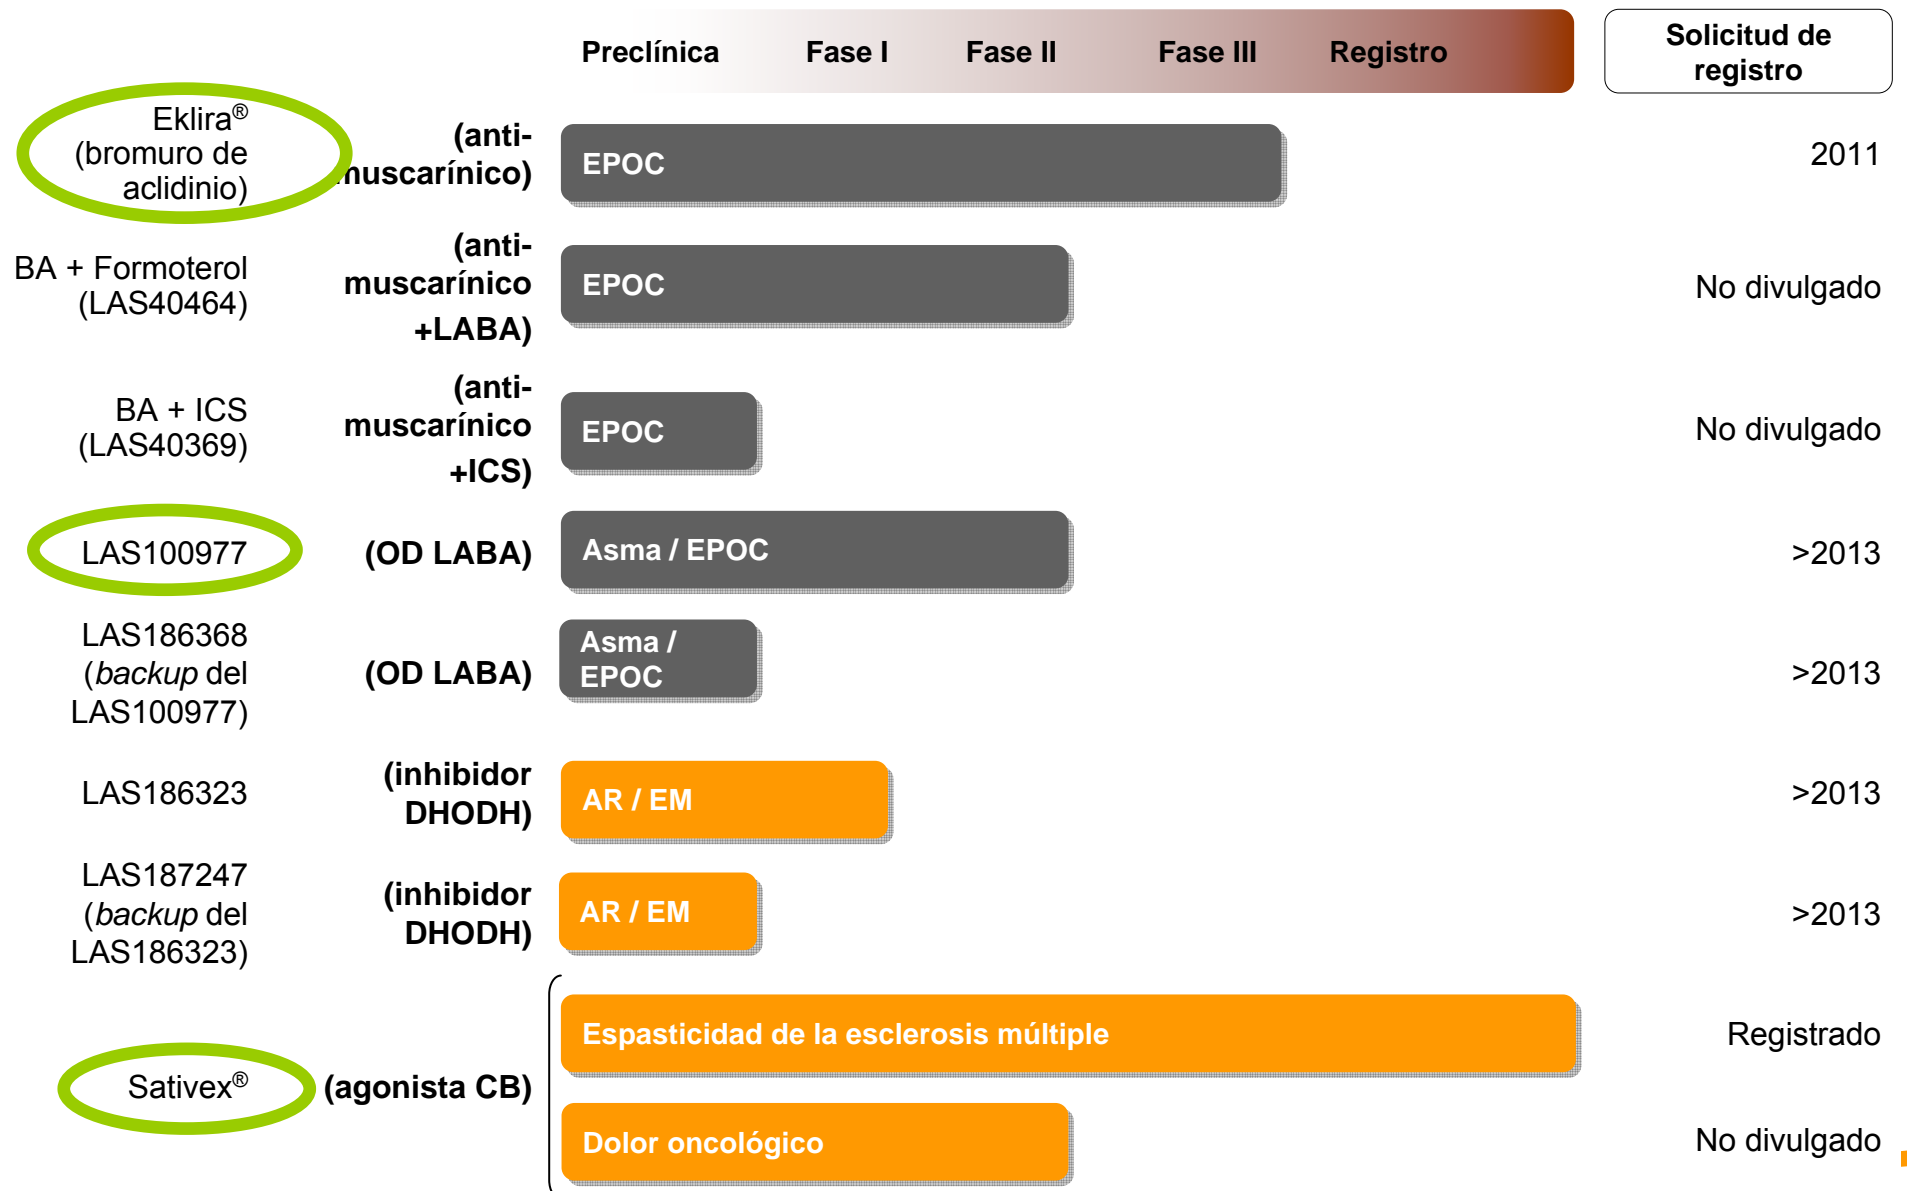 Preclínica Fase I Fase II Fase III Registro
Solicitud de
registro
Eklira®
(bromuro de
aclidinio)
(anti-
muscarínico)
EPOC
2011
BA + Formoterol
(LAS40464)
(anti-
muscarínico
+LABA)
EPOC
No divulgado
BA + ICS
(LAS40369)
(anti-
muscarínico
+ICS)
EPOC
No divulgado
LAS100977
(OD LABA)
Asma / EPOC
>2013
LAS186368
(backup del
LAS100977)
(OD LABA)
Asma /
EPOC
>2013
LAS186323
(inhibidor
DHODH)
AR / EM
>2013
LAS187247
(backup del
LAS186323)
(inhibidor
DHODH)
AR / EM
>2013
Sativex®
(agonista CB)
Espasticidad de la esclerosis múltiple
Registrado
Dolor oncológico
No divulgado